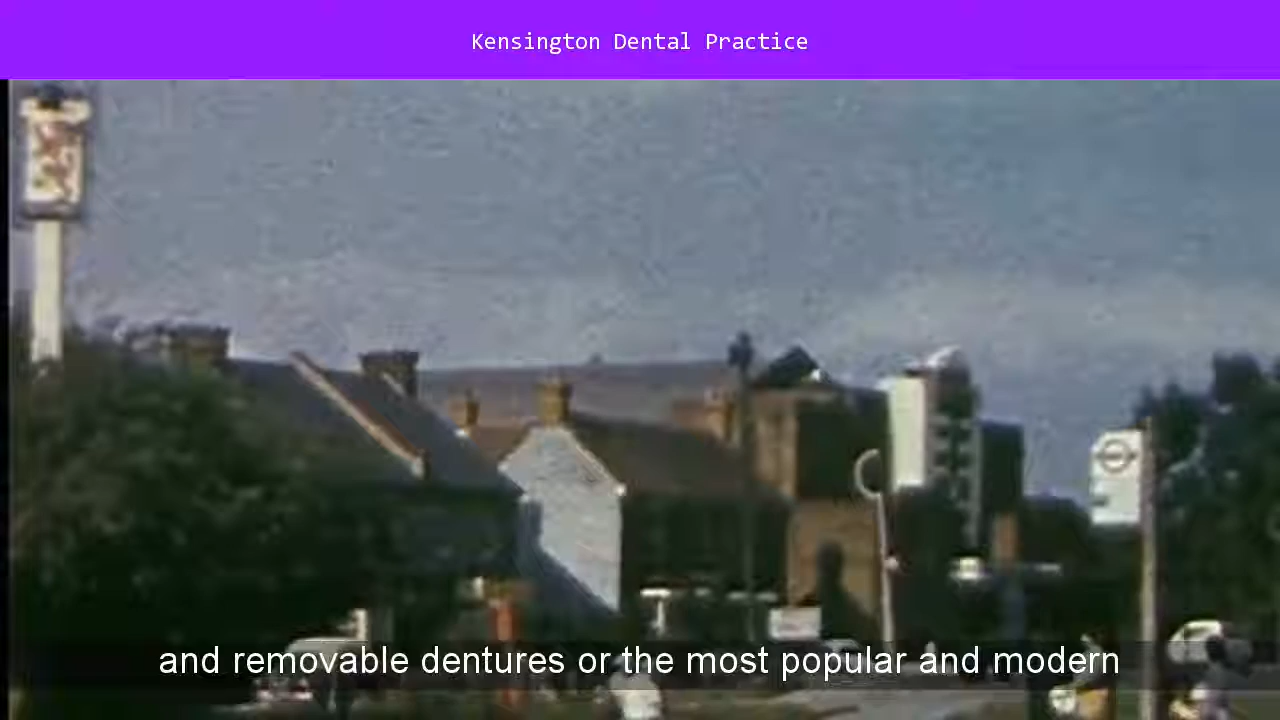 Kensington Dental Practice
and removable dentures or the most popular and modern